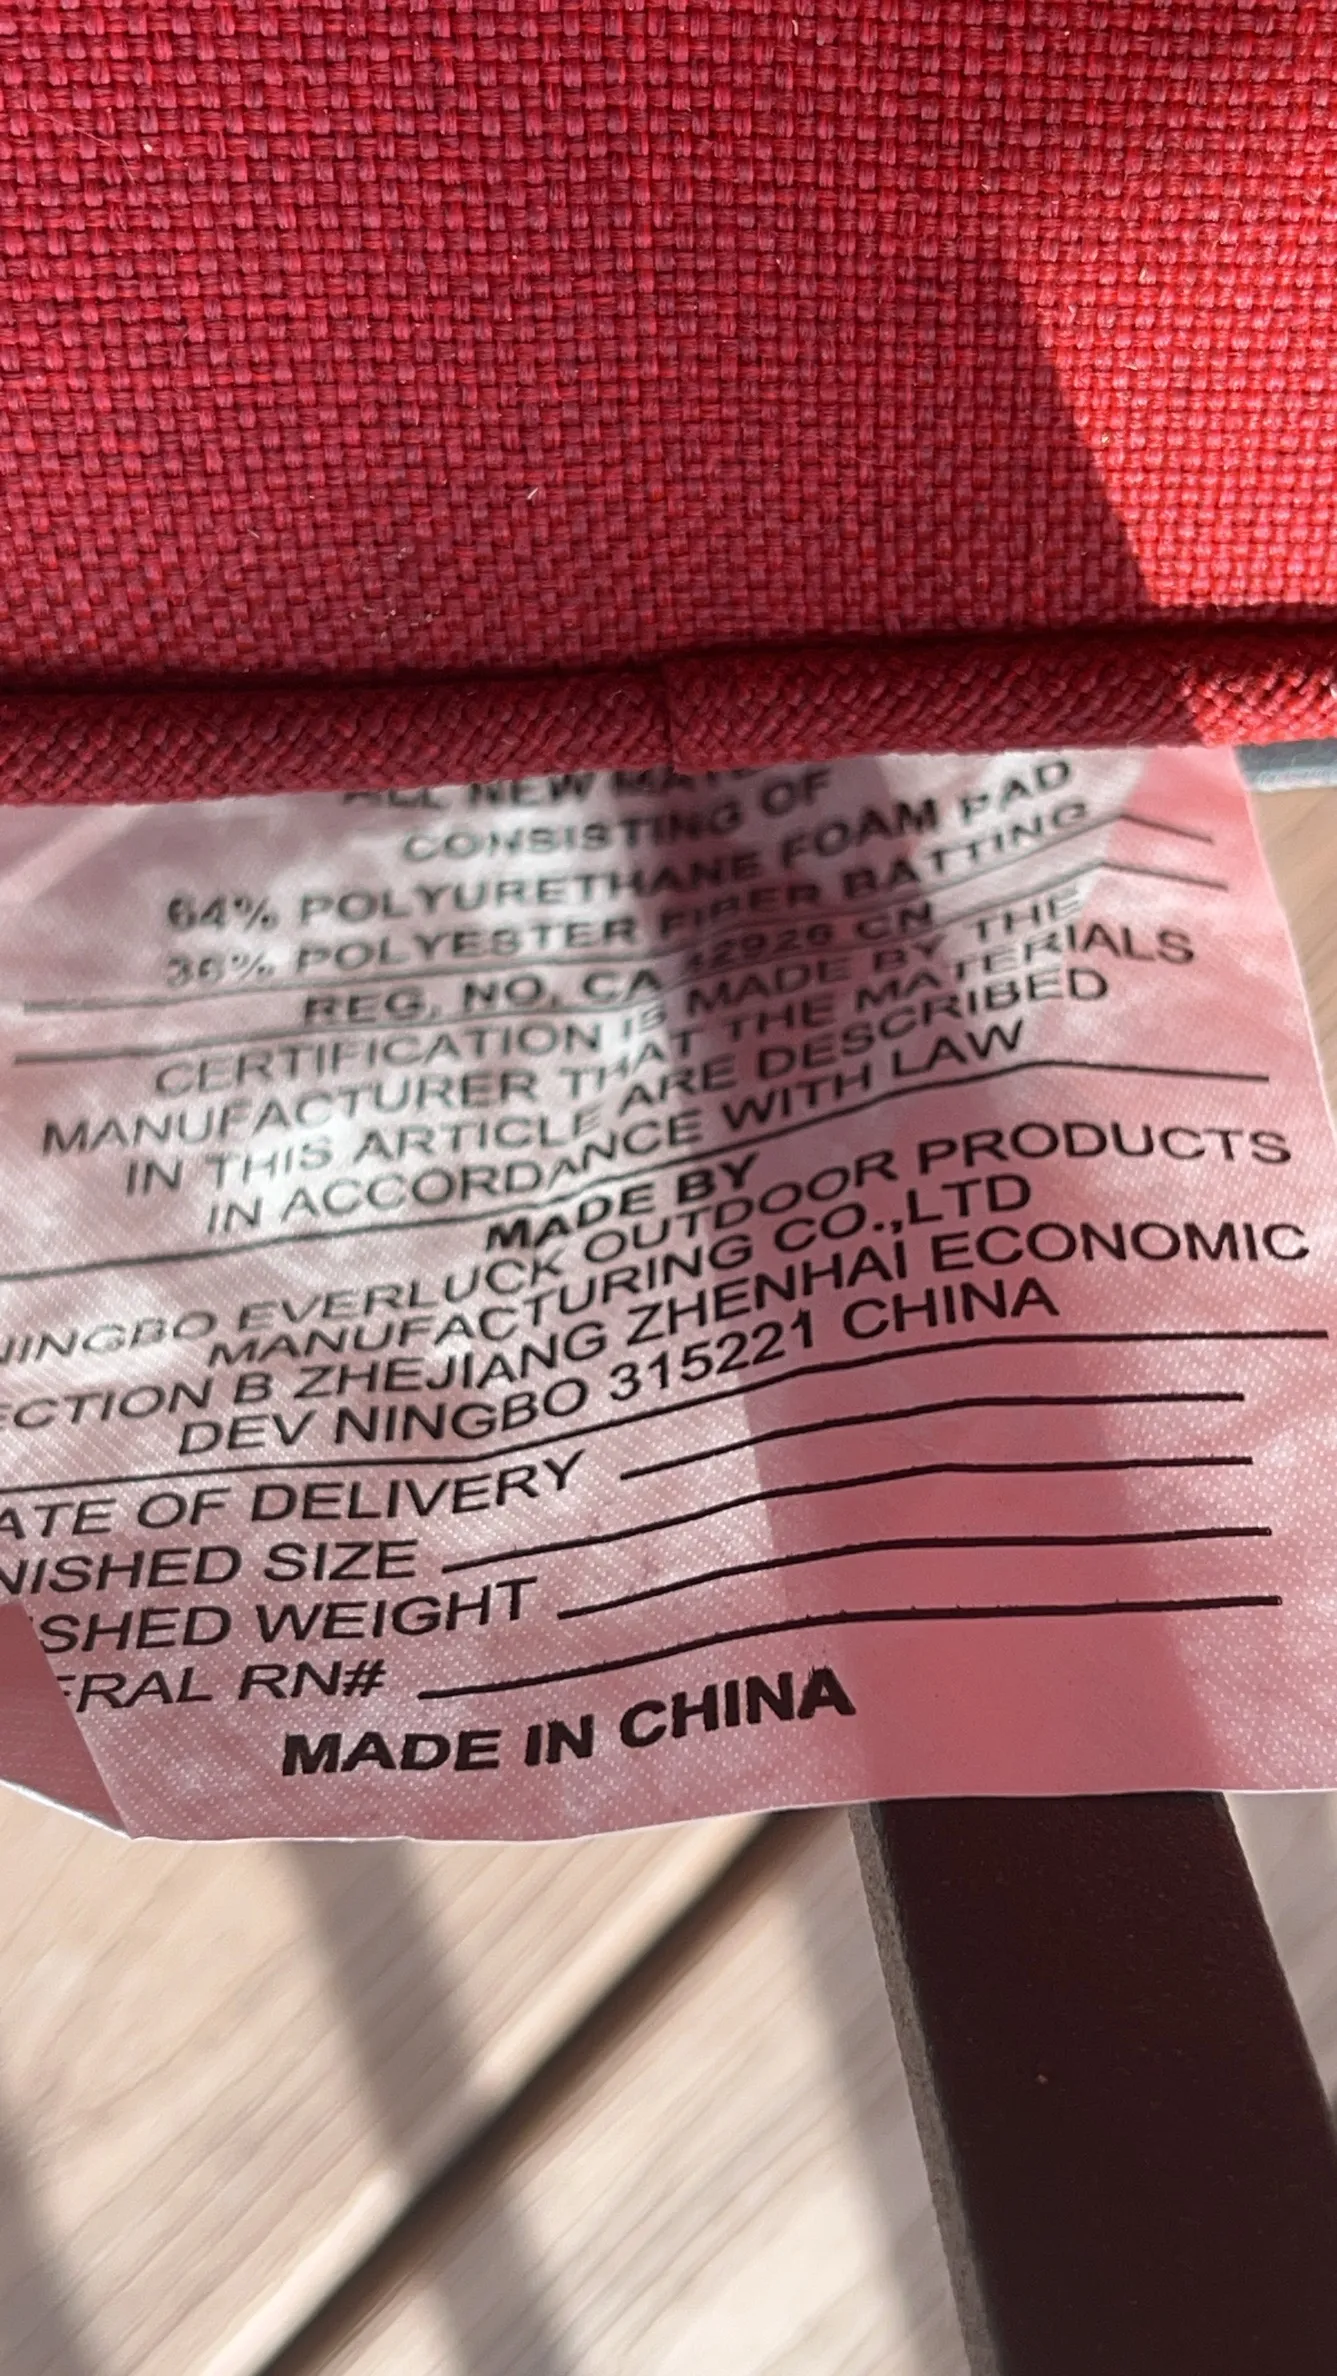 ALL NEW
CONSISTING OF
64% POLYURETHANE FOAM PAD
36% POLYESTER FIBER BATTING
REG. NO. CA 42926 CN
CERTIFICATION IS MADE BY THE
MANUFACTURER THAT THE MATERIALS
IN THIS ARTICLE ARE DESCRIBED
IN ACCORDANCE WITH LAW
MADE BY
NINGBO EVERLUCK OUTDOOR PRODUCTS
MANUFACTURING CO.,LTD
ECTION B ZHEJIANG ZHENHAI ECONOMIC
DEV NINGBO 315221 CHINA
ATE OF DELIVERY
NISHED SIZE
SHED WEIGHT
ERAL RN#
MADE IN CHINA